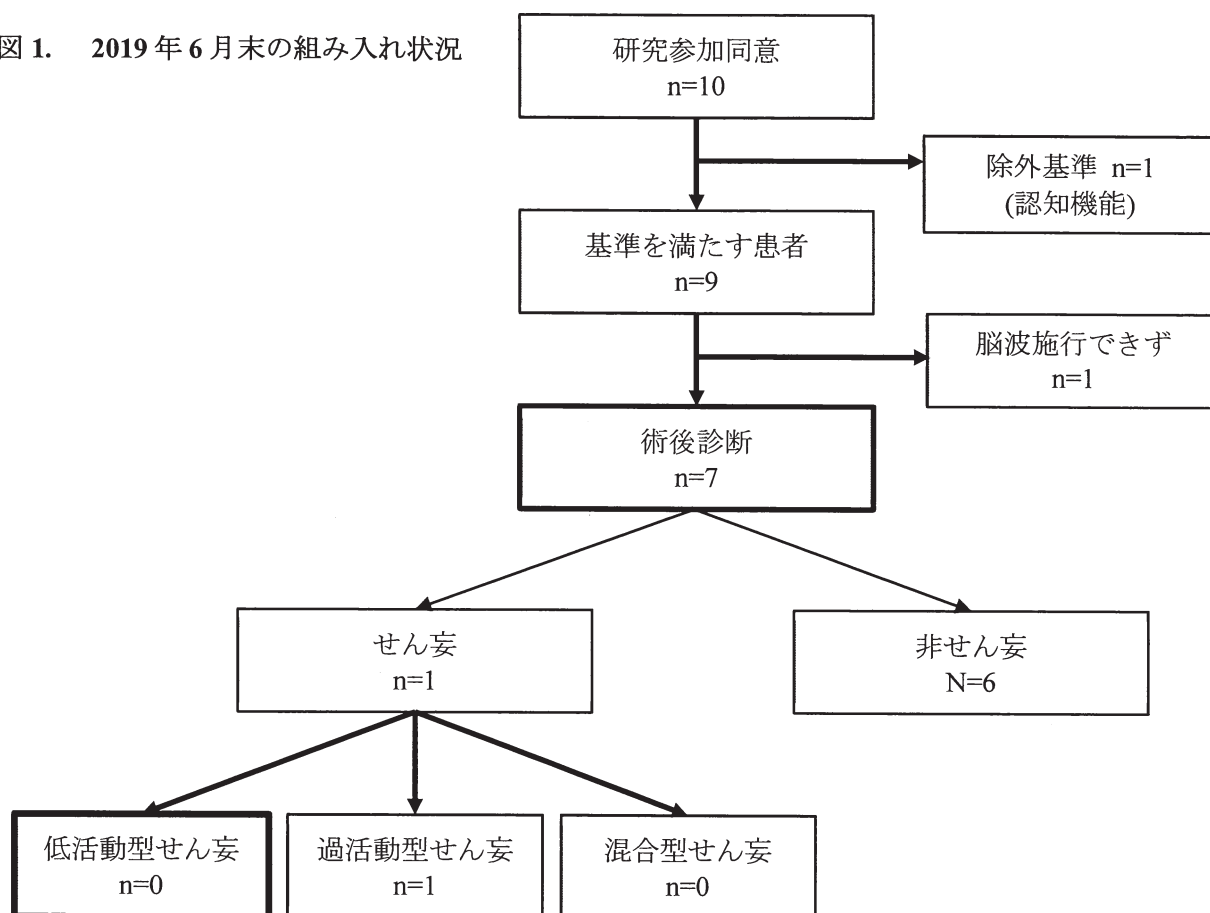 図 1. 2019 年 6 月末の組み入れ状況
研究参加同意
n=10
除外基準 n=1
(認知機能)
基準を満たす患者
n=9
脳波施行できず
n=1
術後診断
n=7
せん妄
n=1
非せん妄
N=6
低活動型せん妄
n=0
過活動型せん妄
n=1
混合型せん妄
n=0